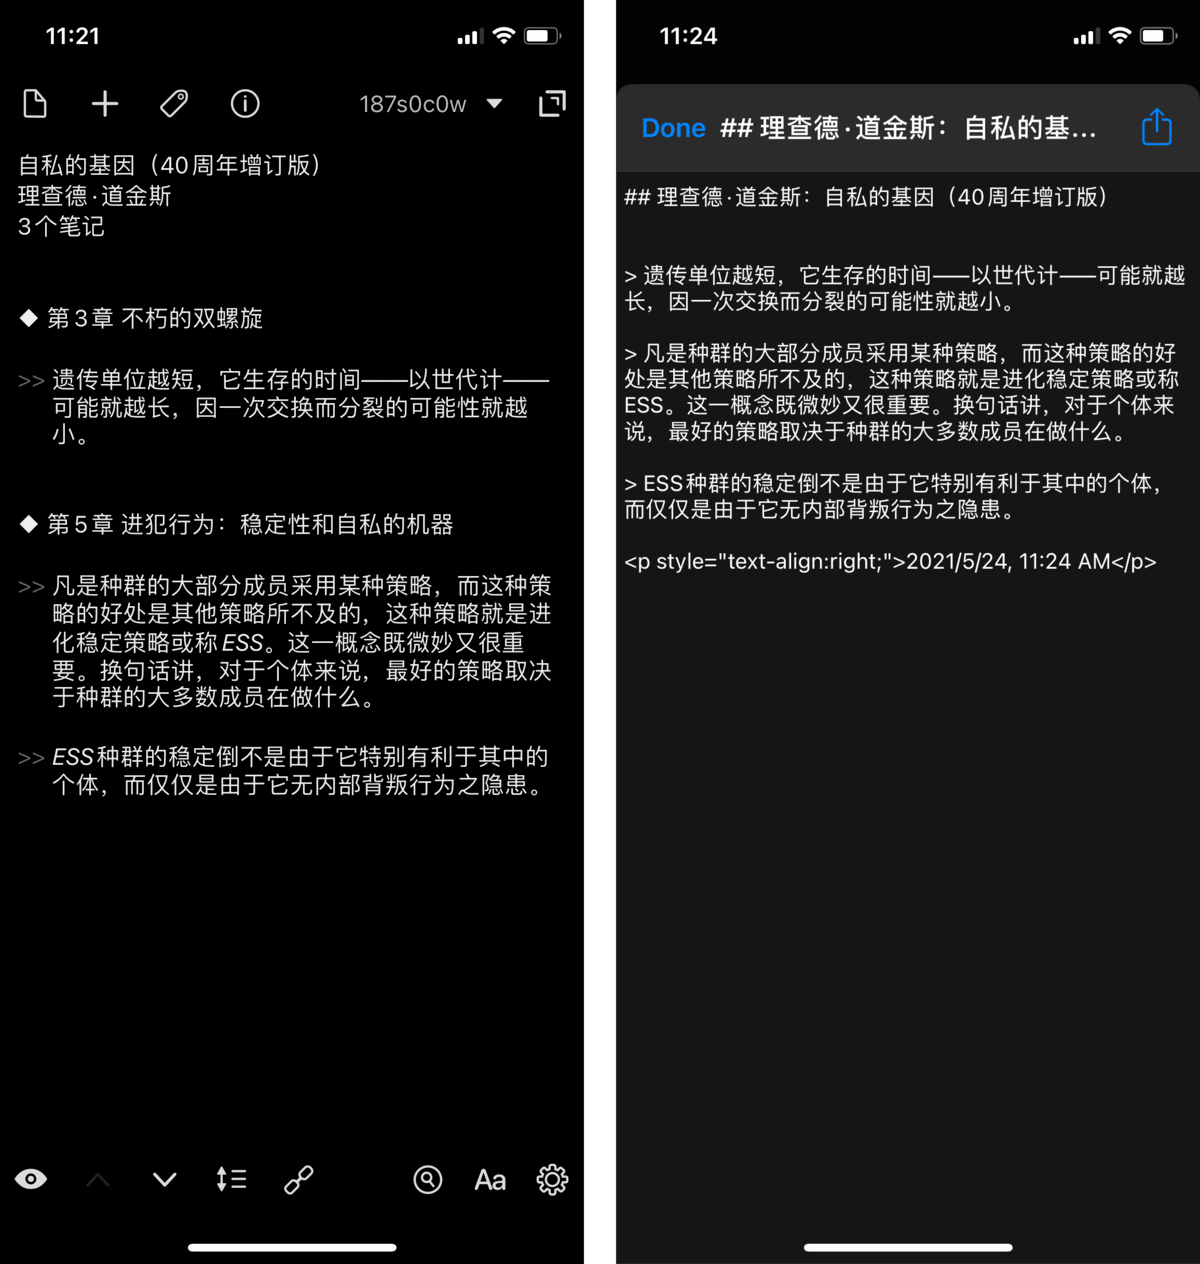 11:21
187s0c0w
自私的基因（40周年增订版）
理查德·道金斯
3个笔记
◆ 第3章 不朽的双螺旋
>> 遗传单位越短，它生存的时间——以世代计——
可能就越长，因一次交换而分裂的可能性就越
小。
◆ 第5章 进犯行为：稳定性和自私的机器
>> 凡是种群的大部分成员采用某种策略，而这种策
略的好处是其他策略所不及的，这种策略就是进
化稳定策略或称ESS。这一概念既微妙又很重
要。换句话讲，对于个体来说，最好的策略取决
于种群的大多数成员在做什么。
>> ESS种群的稳定倒不是由于它特别有利于其中的
个体，而仅仅是由于它无内部背叛行为之隐患。
Aa
11:24
Done ## 理查德·道金斯：自私的基...
## 理查德·道金斯：自私的基因（40周年增订版）
> 遗传单位越短，它生存的时间——以世代计——可能就越
长，因一次交换而分裂的可能性就越小。
> 凡是种群的大部分成员采用某种策略，而这种策略的好
处是其他策略所不及的，这种策略就是进化稳定策略或称
ESS。这一概念既微妙又很重要。换句话讲，对于个体来
说，最好的策略取决于种群的大多数成员在做什么。
> ESS种群的稳定倒不是由于它特别有利于其中的个体，
而仅仅是由于它无内部背叛行为之隐患。
<p style="text-align:right;">2021/5/24, 11:24 AM</p>